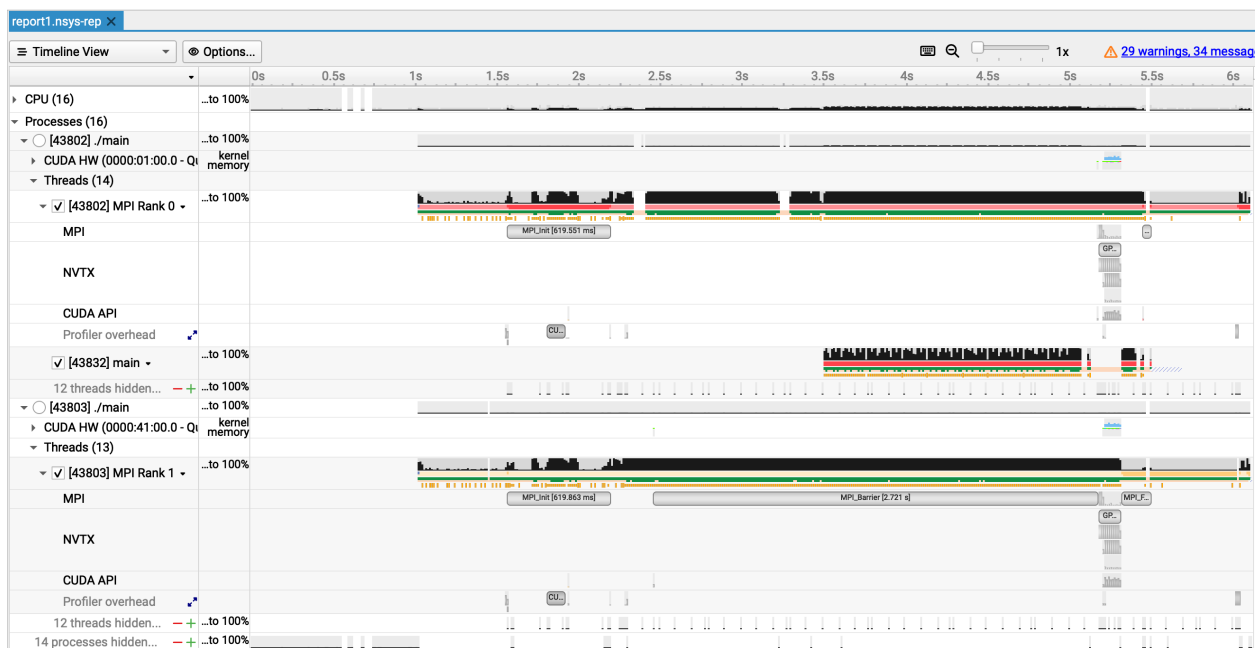 report1.nsys-rep
Timeline View Options... 1x 29 warnings, 34 messag
0s 0.5s 1s 1.5s 2s 2.5s 3s 3.5s 4s 4.5s 5s 5.5s 6s
CPU (16) ...to 100%
Processes (16)
[43802] ./main ...to 100%
CUDA HW (0000:01:00.0 - Qu kernel
memory
Threads (14)
[43802] MPI Rank 0 ...to 100%
MPI MPI_Init [619.551 ms] ...
NVTX GP...
CUDA API
Profiler overhead CU...
[43832] main ...to 100%
12 threads hidden... ...to 100%
[43803] ./main ...to 100%
CUDA HW (0000:41:00.0 - Qu kernel
memory
Threads (13)
[43803] MPI Rank 1 ...to 100%
MPI MPI_Init [619.863 ms] MPI_Barrier [2.721 s] MPI_F...
NVTX GP...
CUDA API
Profiler overhead CU...
12 threads hidden... ...to 100%
14 processes hidden... ...to 100%